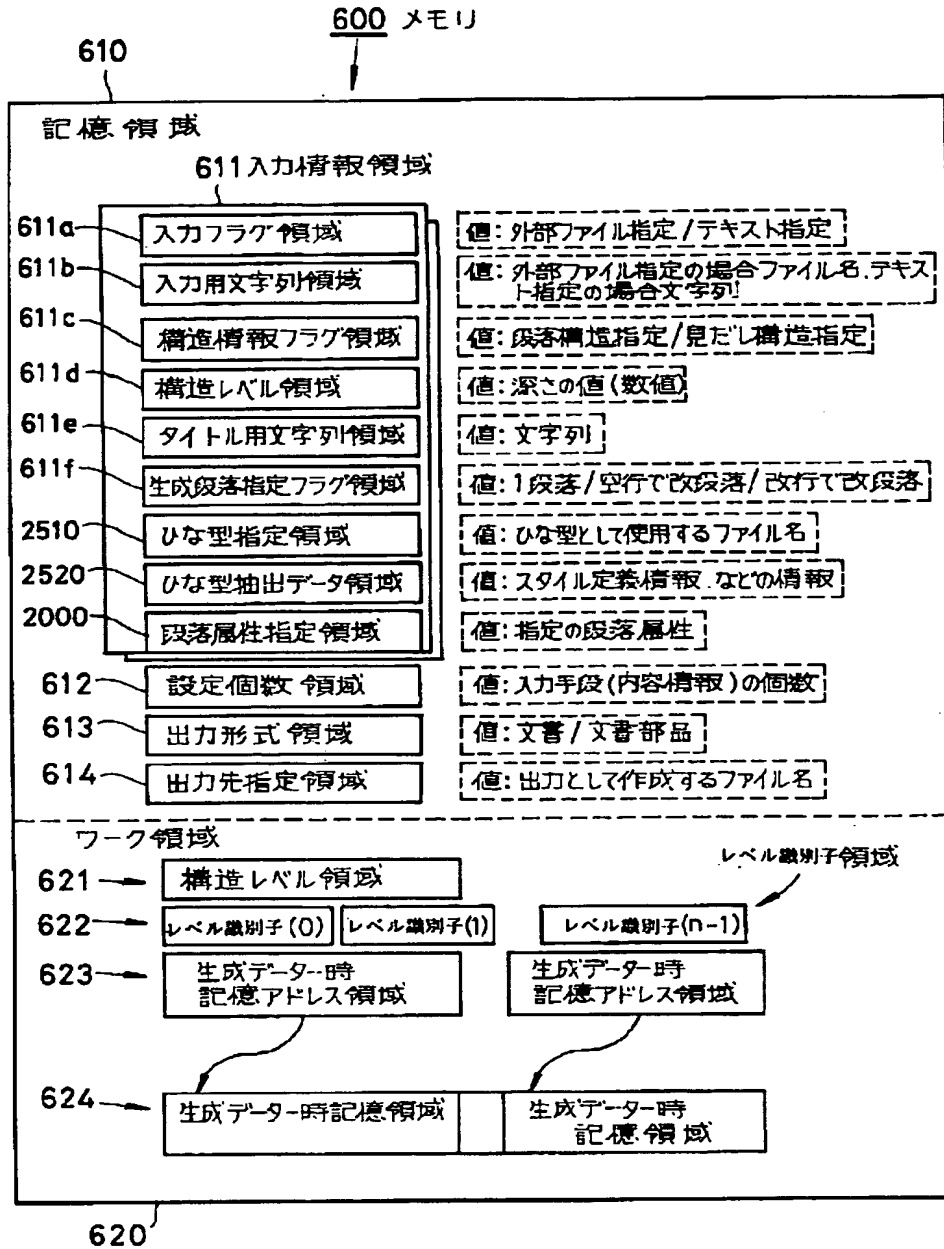 600 メモリ
610
記憶領域
611 入力情報領域
611a 入力フラグ領域 値: 外部ファイル指定/テキスト指定
611b 入力用文字列領域 値: 外部ファイル指定の場合ファイル名、テキス
ト指定の場合文字列
611c 構造情報フラグ領域 値: 段落構造指定/見だし構造指定
611d 構造レベル領域 値: 深さの値(数値)
611e タイトル用文字列領域 値: 文字列
611f 生成段落指定フラグ領域 値: 1段落/空行で改段落/改行で改段落
2510 ひな型指定領域 値: ひな型として使用するファイル名
2520 ひな型抽出データ領域 値: スタイル定義情報、などの情報
2000 段落属性指定領域 値: 指定の段落属性
612 設定個数領域 値: 入力手段(内容情報)の個数
613 出力形式領域 値: 文書/文書部品
614 出力先指定領域 値: 出力として作成するファイル名
ワーク領域
レベル識別子領域
621 構造レベル領域
622 レベル識別子(0) レベル識別子(1) レベル識別子(n-1)
623 生成データ一時 生成データ一時
記憶アドレス領域 記憶アドレス領域
624 生成データ一時記憶領域 生成データ一時
記憶領域
620